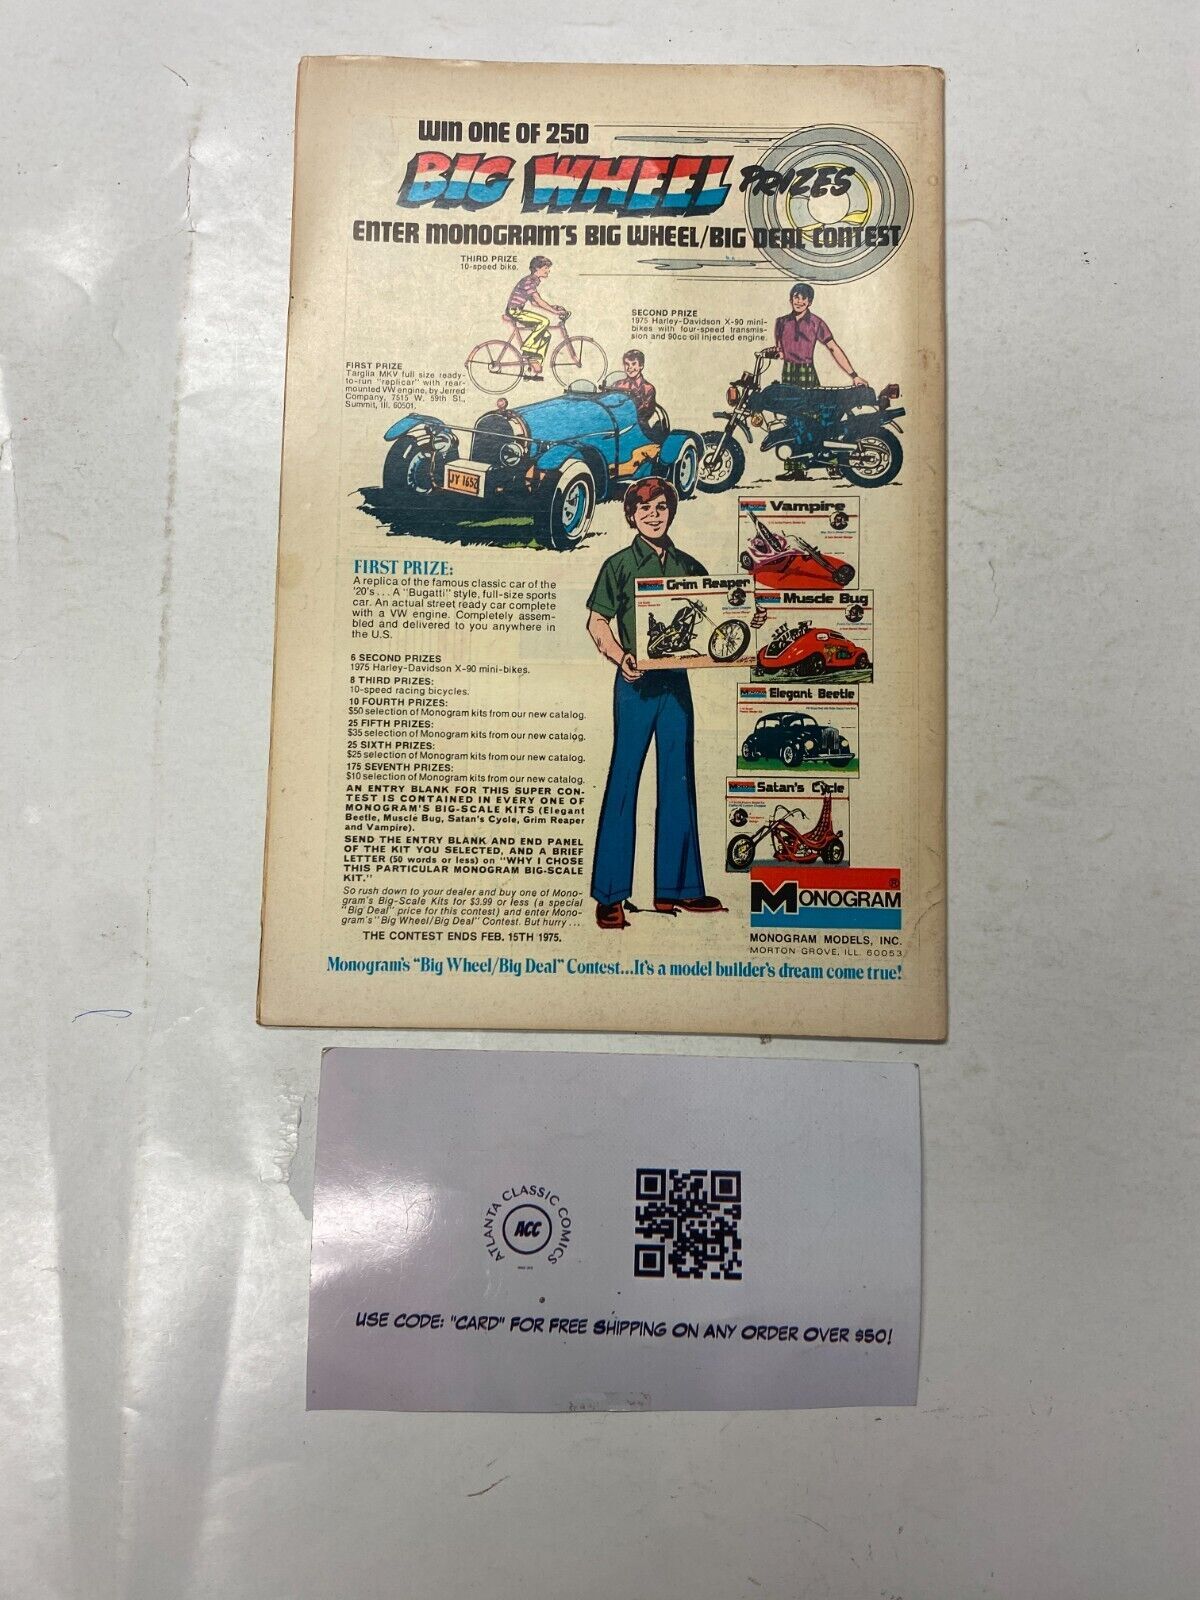 WIN ONE OF 250
BIG WHEEL PRIZES
ENTER MONOGRAM'S BIG WHEEL/BIG DEAL CONTEST
THIRD PRIZE
10-speed bike.
SECOND PRIZE
1975 Harley-Davidson X-90 mini-
bikes with four-speed transmis-
sion and 90cc oil injected engine.
FIRST PRIZE
Targlia MKV full size ready-
to-run "replicar" with rear-
mounted VW engine, by Jerred
Company, 7515 W. 59th St.,
Summit, Ill. 60501.
JY 1652
Vampire
Grim Reaper
Muscle Bug
Elegant Beetle
Satan's Cycle
FIRST PRIZE:
A replica of the famous classic car of the
'20's... A "Bugatti" style, full-size sports
car. An actual street ready car complete
with a VW engine. Completely assem-
bled and delivered to you anywhere in
the U.S.
6 SECOND PRIZES
1975 Harley-Davidson X-90 mini-bikes.
8 THIRD PRIZES:
10-speed racing bicycles.
10 FOURTH PRIZES:
$50 selection of Monogram kits from our new catalog.
25 FIFTH PRIZES:
$35 selection of Monogram kits from our new catalog.
25 SIXTH PRIZES:
$25 selection of Monogram kits from our new catalog.
175 SEVENTH PRIZES:
$10 selection of Monogram kits from our new catalog.
AN ENTRY BLANK FOR THIS SUPER CON-
TEST IS CONTAINED IN EVERY ONE OF
MONOGRAM'S BIG-SCALE KITS (Elegant
Beetle, Muscle Bug, Satan's Cycle, Grim Reaper
and Vampire).
SEND THE ENTRY BLANK AND END PANEL
OF THE KIT YOU SELECTED, AND A BRIEF
LETTER (50 words or less) on "WHY I CHOSE
THIS PARTICULAR MONOGRAM BIG-SCALE
KIT."
So rush down to your dealer and buy one of Mono-
gram's Big-Scale Kits for $3.99 or less (a special
"Big Deal" price for this contest) and enter Mono-
gram's "Big Wheel/Big Deal" Contest. But hurry...
THE CONTEST ENDS FEB. 15TH 1975.
MONOGRAM®
MONOGRAM MODELS, INC.
MORTON GROVE, ILL. 60053
Monogram's "Big Wheel/Big Deal" Contest...It's a model builder's dream come true!
ATLANTA CLASSIC COMICS
ACC
USE CODE: "CARD" FOR FREE SHIPPING ON ANY ORDER OVER $50!